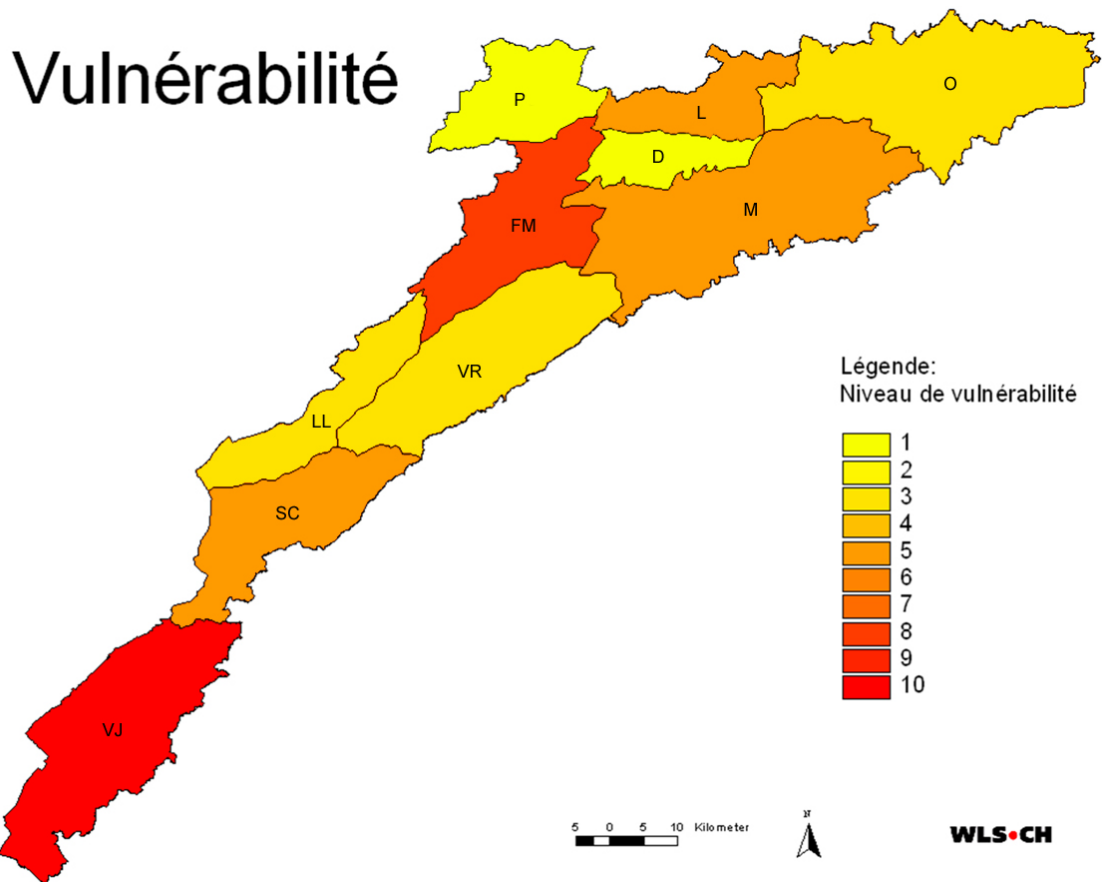 Vulnérabilité
P
L
O
D
M
FM
VR
LL
SC
VJ
Légende:
Niveau de vulnérabilité
1
2
3
4
5
6
7
8
9
10
5 0 5 10 Kilometer
N
WLS•CH